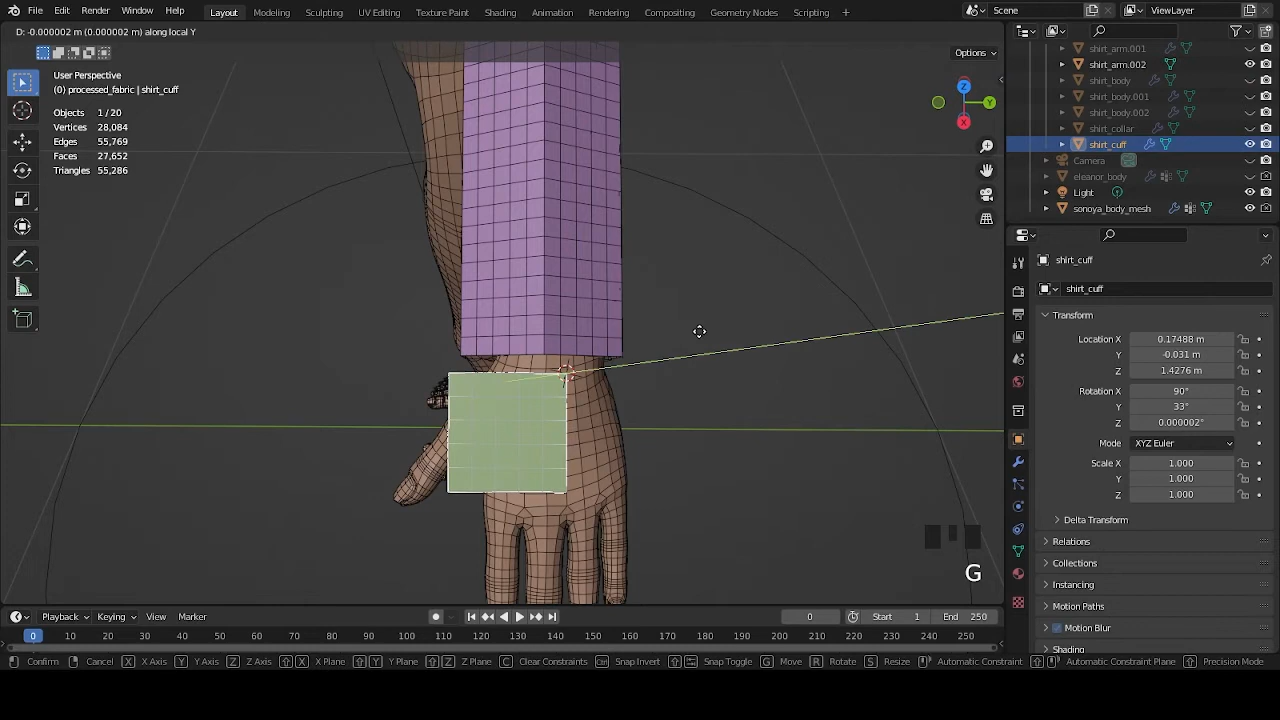 File Edit Render Window Help Layout Modeling Sculpting UV Editing Texture Paint Shading Animation Rendering Compositing Geometry Nodes Scripting + Scene ViewLayer
D: -0.000002 m (0.000002 m) along local Y
Options
User Perspective
(0) processed_fabric | shirt_cuff
Objects 1 / 20
Vertices 28,084
Edges 55,769
Faces 27,652
Triangles 55,286
Z
Y
X
G
shirt_arm.001
shirt_arm.002
shirt_body
shirt_body.001
shirt_body.002
shirt_collar
shirt_cuff
Camera
eleanor_body
Light
sonoya_body_mesh
shirt_cuff
shirt_cuff
Transform
Location X 0.17488 m
Y -0.031 m
Z 1.4276 m
Rotation X 90°
Y 33°
Z 0.000002°
Mode XYZ Euler
Scale X 1.000
Y 1.000
Z 1.000
Delta Transform
Relations
Collections
Instancing
Motion Paths
Motion Blur
Shading
Playback Keying View Marker 0 Start 1 End 250
0 10 20 30 40 50 60 70 80 90 100 110 120 130 140 150 160 170 180 190 200 210 220 230 240 250
Confirm Cancel X X Axis Y Y Axis Z Z Axis X X Plane Y Y Plane Z Z Plane C Clear Constraints Ctrl Snap Invert Snap Toggle G Move R Rotate S Resize Automatic Constraint Automatic Constraint Plane Precision Mode